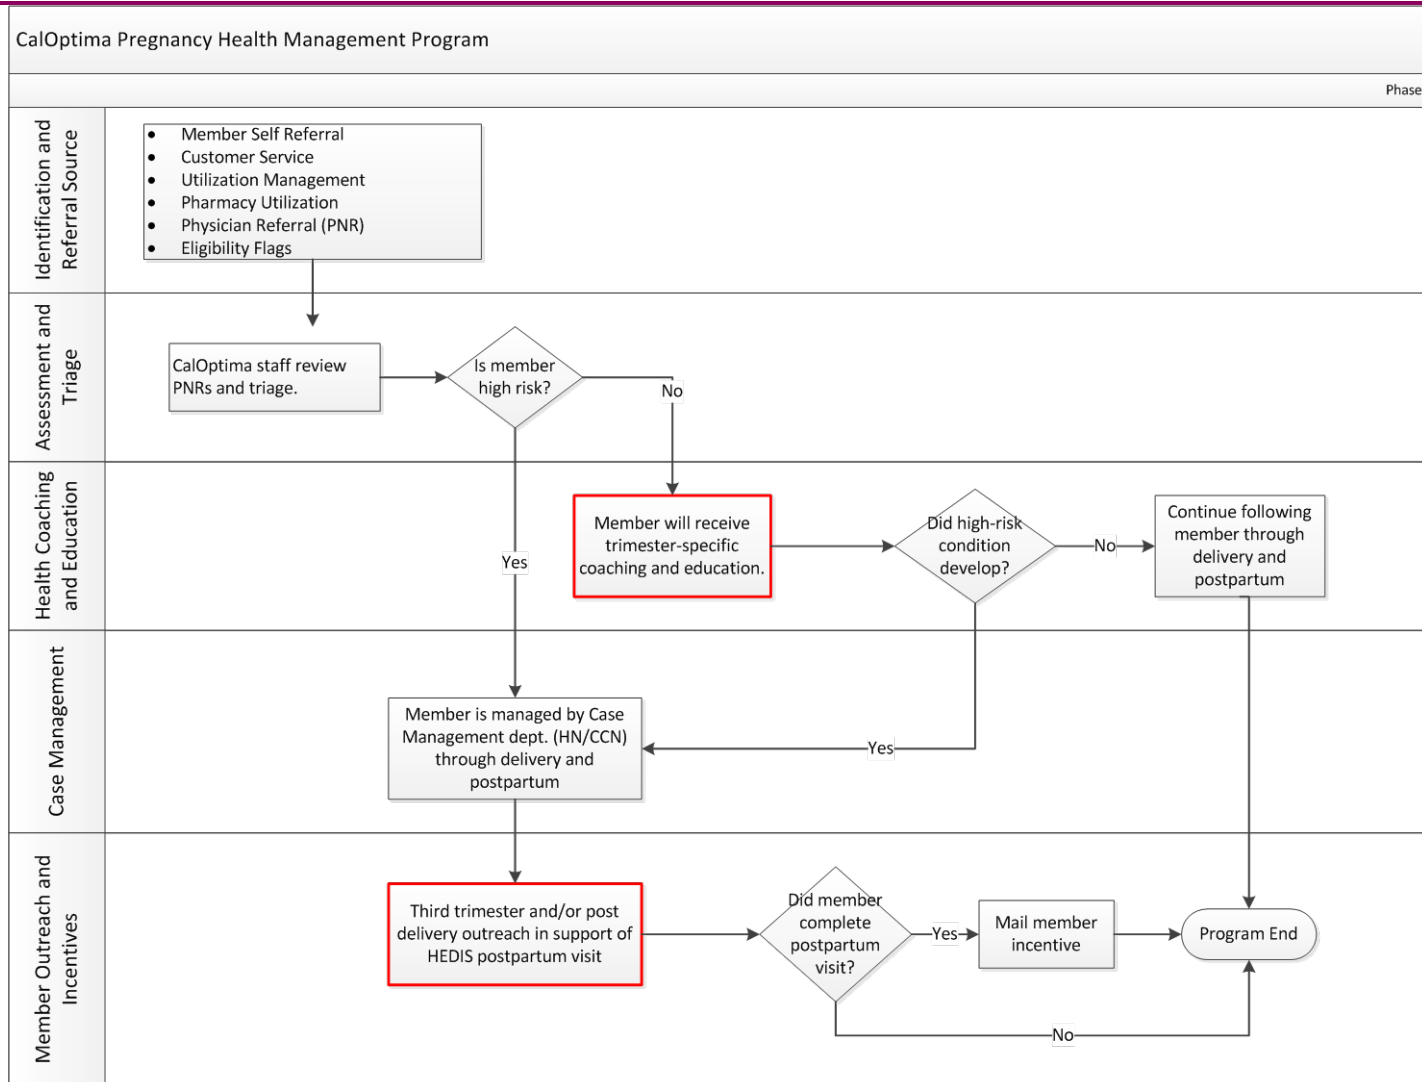 CalOptima Pregnancy Health Management Program
Phase
Identification and
Referral Source
• Member Self Referral
• Customer Service
• Utilization Management
• Pharmacy Utilization
• Physician Referral (PNR)
• Eligibility Flags
Assessment and
Triage
CalOptima staff review
PNRs and triage.
Is member
high risk?
No
Yes
Health Coaching
and Education
Member will receive
trimester-specific
coaching and education.
Did high-risk
condition
develop?
No
Continue following
member through
delivery and
postpartum
Yes
Case Management
Member is managed by Case
Management dept. (HN/CCN)
through delivery and
postpartum
Member Outreach and
Incentives
Third trimester and/or post
delivery outreach in support of
HEDIS postpartum visit
Did member
complete
postpartum
visit?
Yes
Mail member
incentive
Program End
No